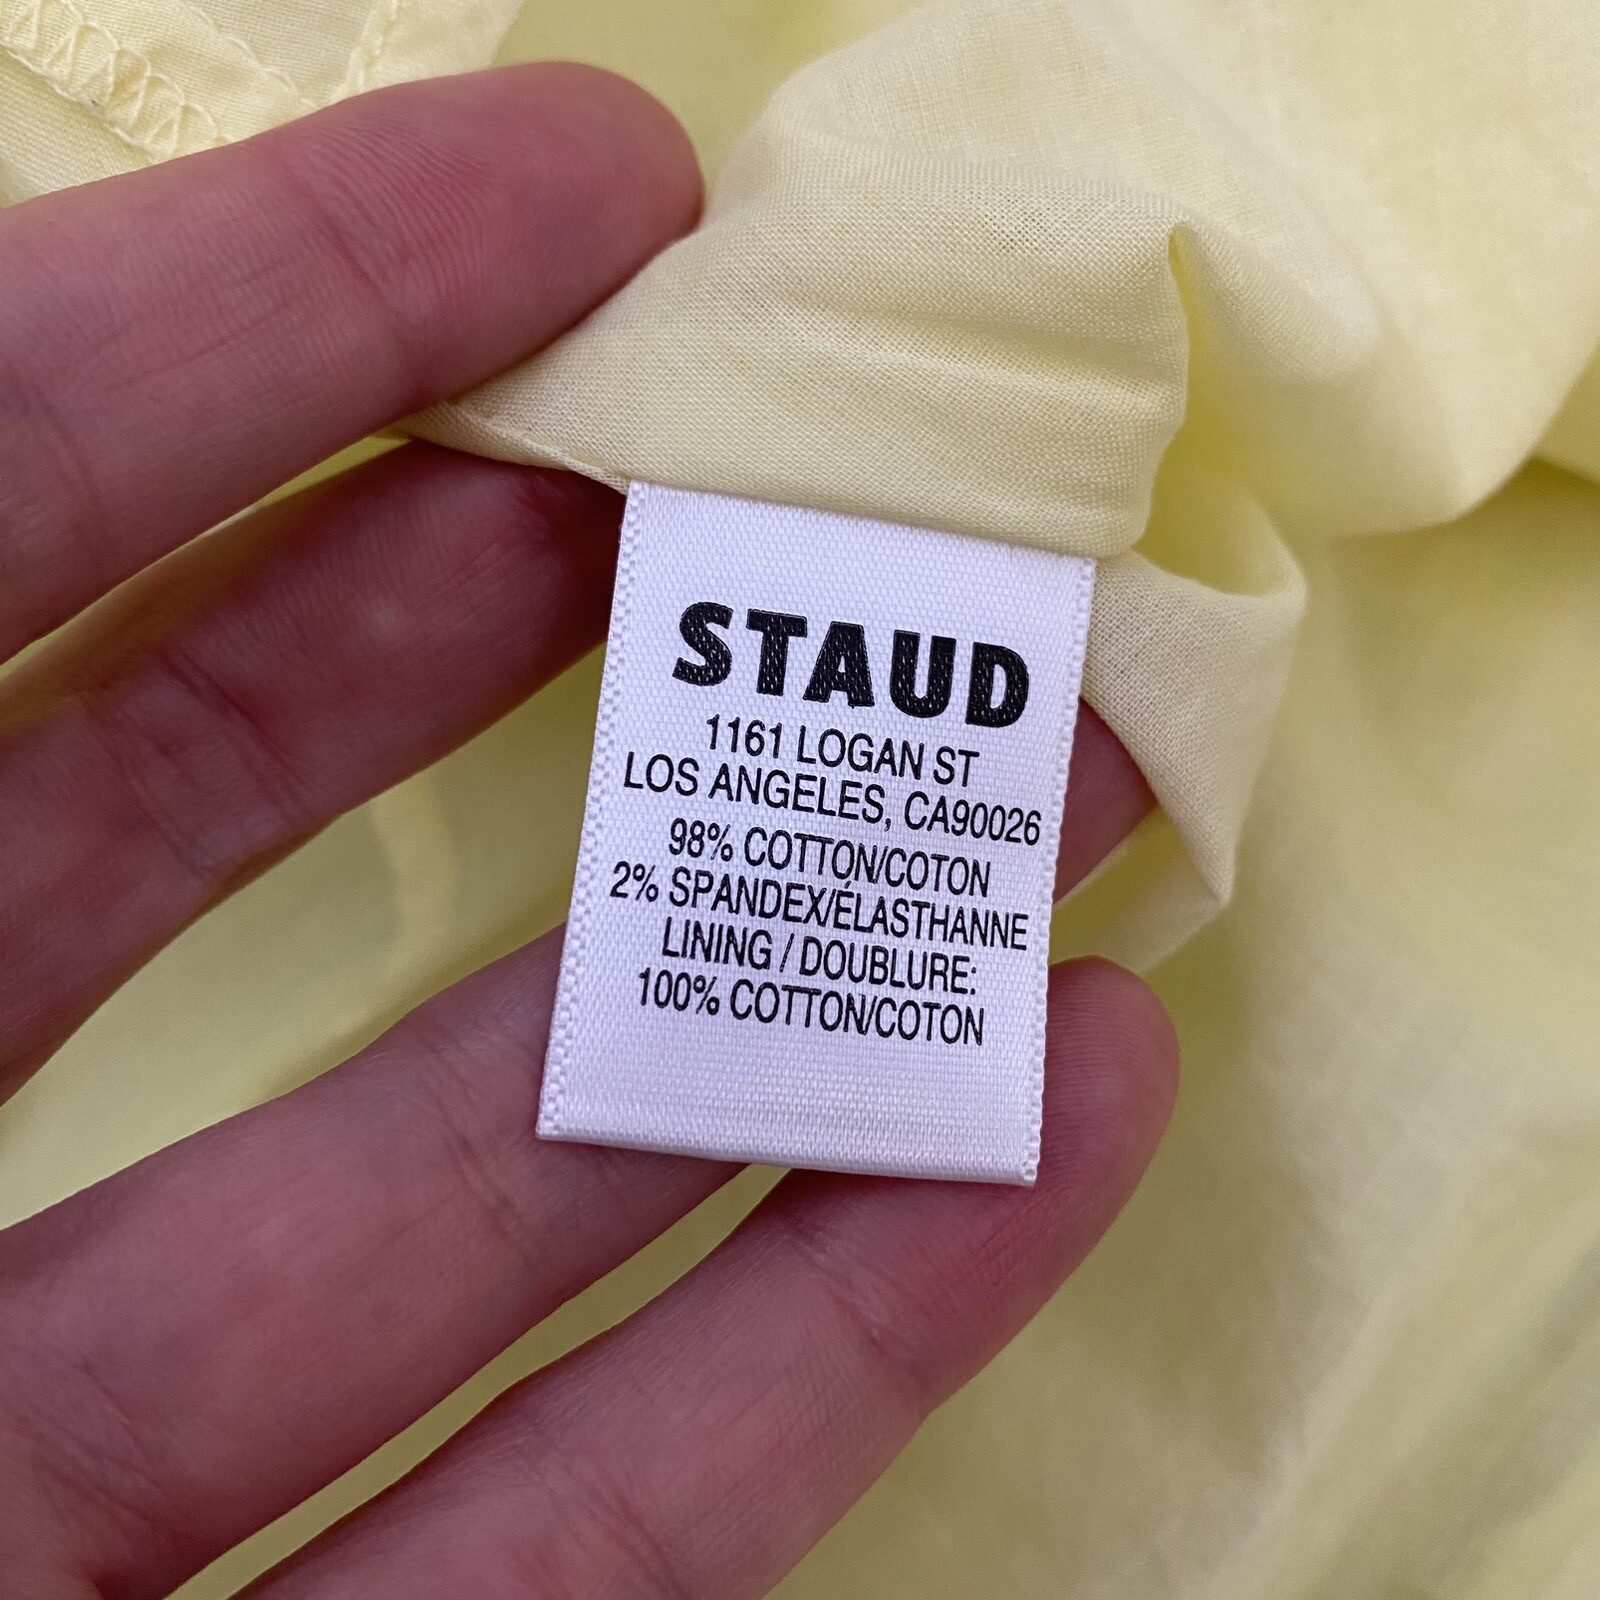 STAUD
1161 LOGAN ST
LOS ANGELES, CA90026
98% COTTON/COTON
2% SPANDEX/ÉLASTHANNE
LINING / DOUBLURE:
100% COTTON/COTON